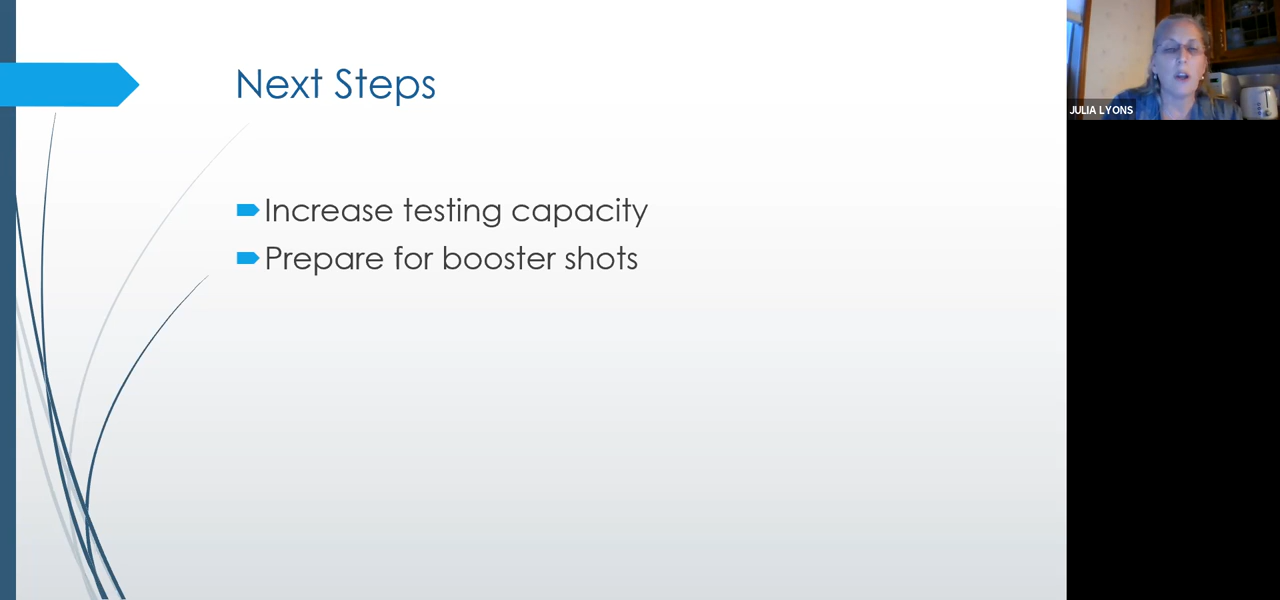 Next Steps
Increase testing capacity
Prepare for booster shots
JULIA LYONS